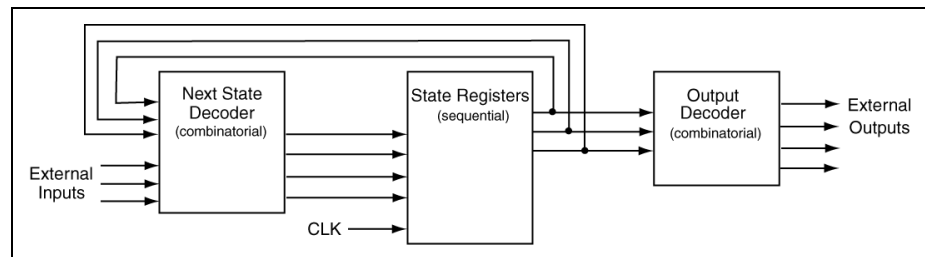 Next State
Decoder
(combinatorial)
State Registers
(sequential)
Output
Decoder
(combinatorial)
External
Outputs
External
Inputs
CLK